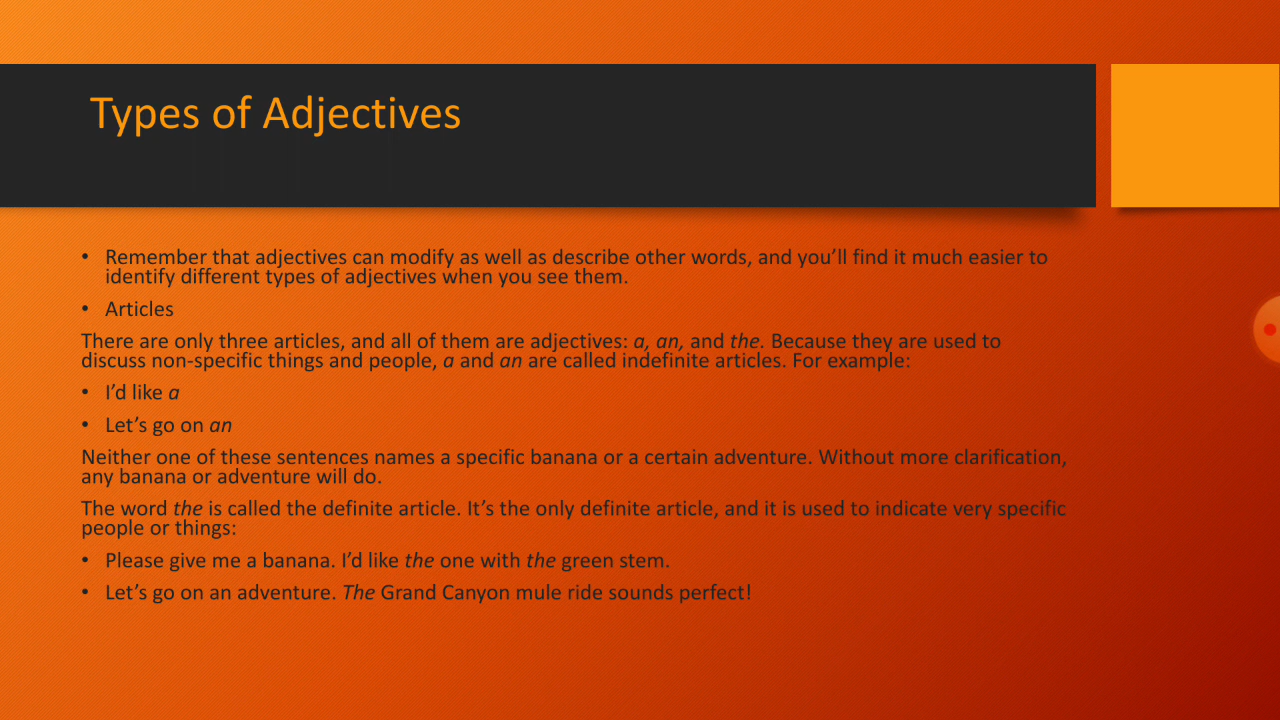 Types of Adjectives
• Remember that adjectives can modify as well as describe other words, and you’ll find it much easier to
identify different types of adjectives when you see them.
• Articles
There are only three articles, and all of them are adjectives: a, an, and the. Because they are used to
discuss non-specific things and people, a and an are called indefinite articles. For example:
• I’d like a
• Let’s go on an
Neither one of these sentences names a specific banana or a certain adventure. Without more clarification,
any banana or adventure will do.
The word the is called the definite article. It’s the only definite article, and it is used to indicate very specific
people or things:
• Please give me a banana. I’d like the one with the green stem.
• Let’s go on an adventure. The Grand Canyon mule ride sounds perfect!